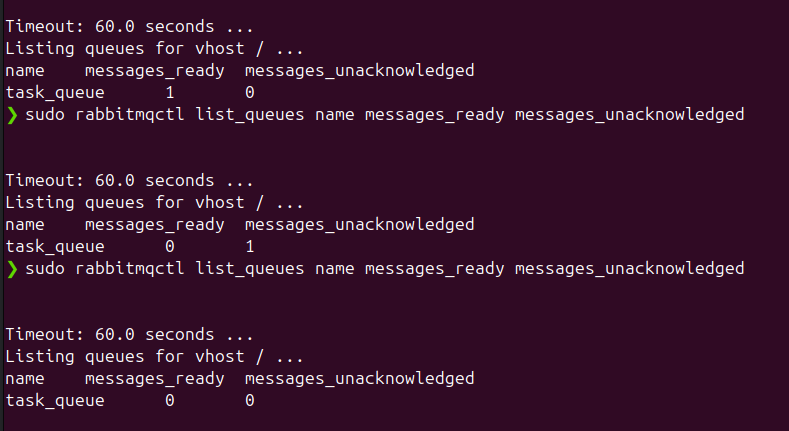 Timeout: 60.0 seconds ...
Listing queues for vhost / ...
name    messages_ready  messages_unacknowledged
task_queue      1       0
❯ sudo rabbitmqctl list_queues name messages_ready messages_unacknowledged
Timeout: 60.0 seconds ...
Listing queues for vhost / ...
name    messages_ready  messages_unacknowledged
task_queue      0       1
❯ sudo rabbitmqctl list_queues name messages_ready messages_unacknowledged
Timeout: 60.0 seconds ...
Listing queues for vhost / ...
name    messages_ready  messages_unacknowledged
task_queue      0       0